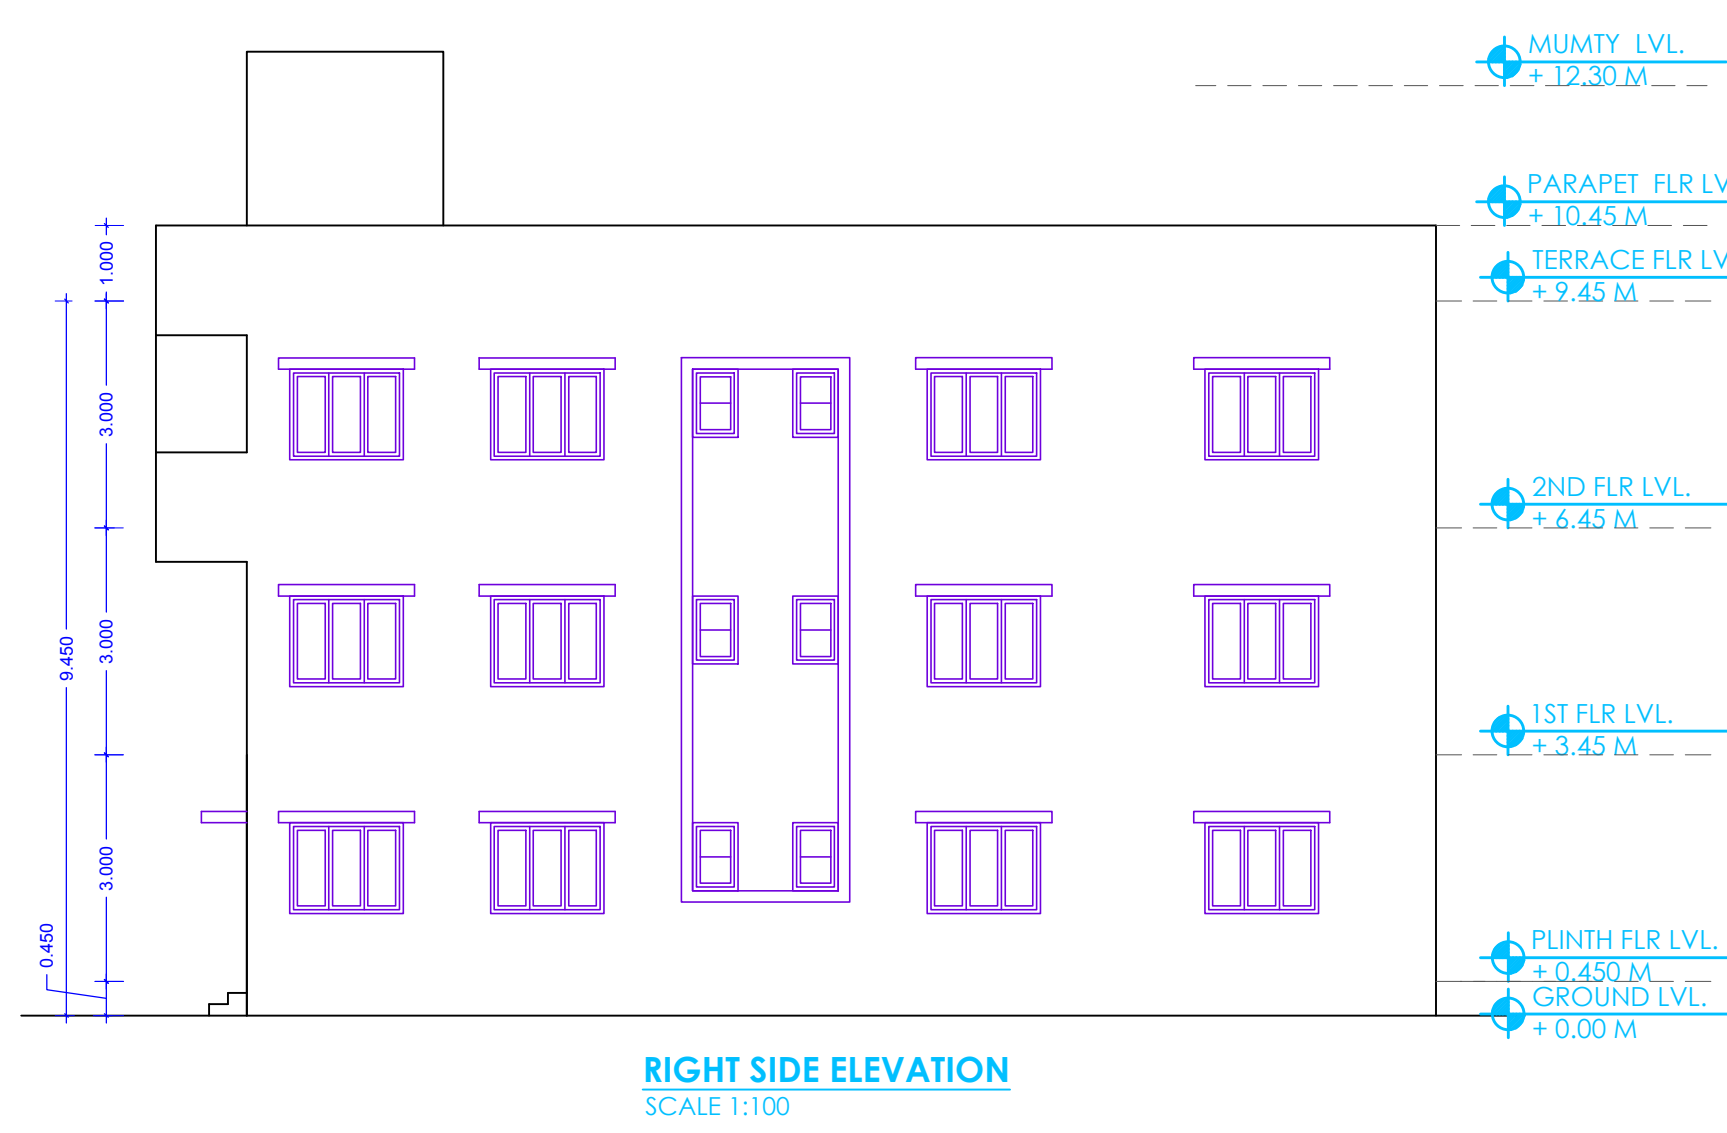 MUMTY LVL.
+ 12.30 M
PARAPET FLR LV
+ 10.45 M
TERRACE FLR LV
+ 9.45 M
2ND FLR LVL.
+ 6.45 M
1ST FLR LVL.
+ 3.45 M
PLINTH FLR LVL.
+ 0.450 M
GROUND LVL.
+ 0.00 M
1.000
3.000
3.000
9.450
3.000
0.450
RIGHT SIDE ELEVATION
SCALE 1:100